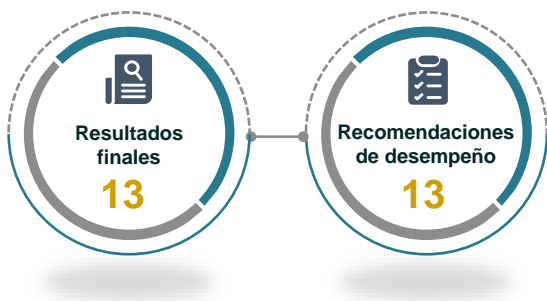 Resultados
finales
13
Recomendaciones
de desempeño
13